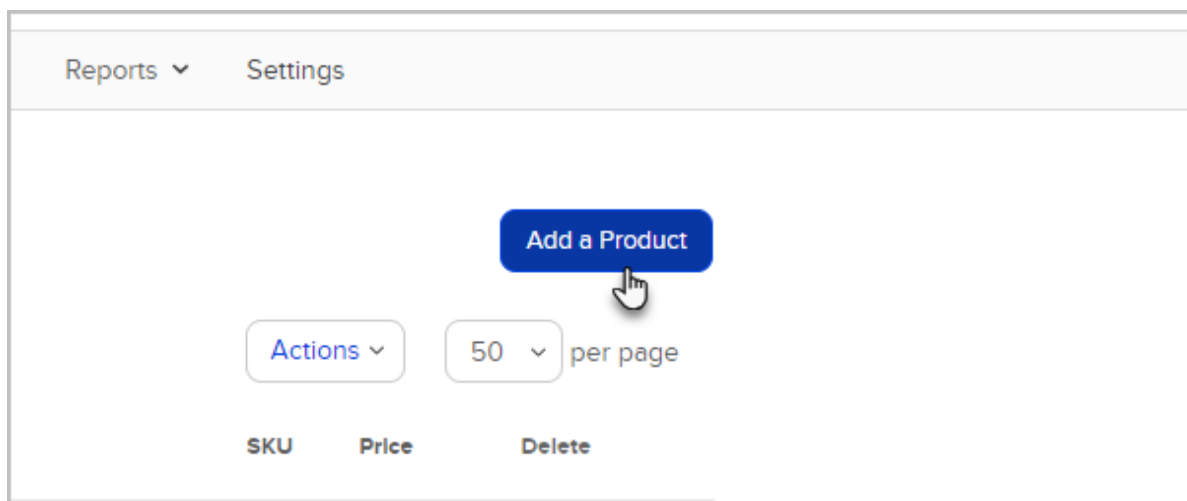 Reports Settings
Add a Product
Actions 50 per page
SKU Price Delete